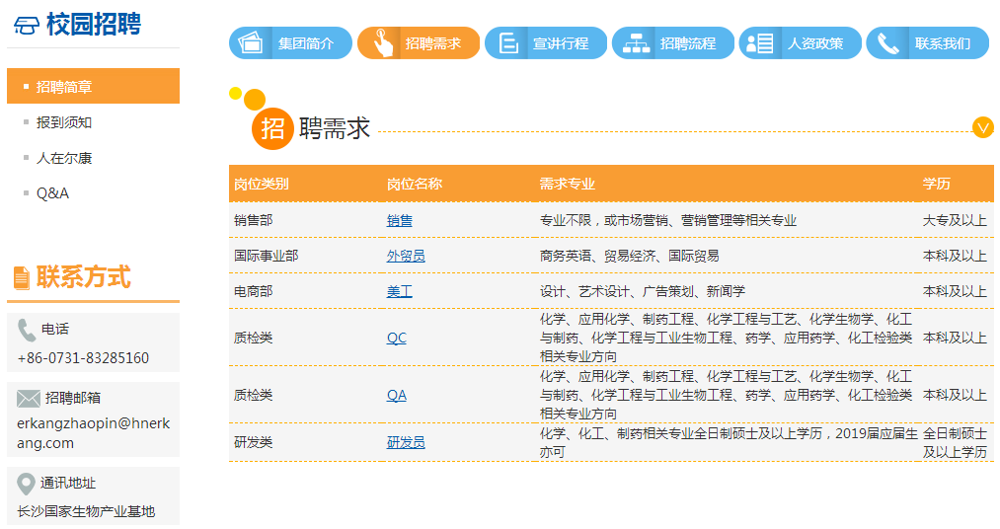 校园招聘
招聘简章
报到须知
人在尔康
Q&A
联系方式
电话
+86-0731-83285160
招聘邮箱
erkangzhaopin@hnerk
ang.com
通讯地址
长沙国家生物产业基地
集团简介 招聘需求 宣讲行程 招聘流程 人资政策 联系我们
招聘需求
岗位类别 岗位名称 需求专业 学历
销售部 销售 专业不限，或市场营销、营销管理等相关专业 大专及以上
国际事业部 外贸员 商务英语、贸易经济、国际贸易 本科及以上
电商部 美工 设计、艺术设计、广告策划、新闻学 本科及以上
化学、应用化学、制药工程、化学工程与工艺、化学生物学、化工
质检类 QC 与制药、化学工程与工业生物工程、药学、应用药学、化工检验类 本科及以上
相关专业方向
化学、应用化学、制药工程、化学工程与工艺、化学生物学、化工
质检类 QA 与制药、化学工程与工业生物工程、药学、应用药学、化工检验类 本科及以上
相关专业方向
研发类 研发员 化学、化工、制药相关专业全日制硕士及以上学历，2019届应届生 全日制硕士
亦可 及以上学历